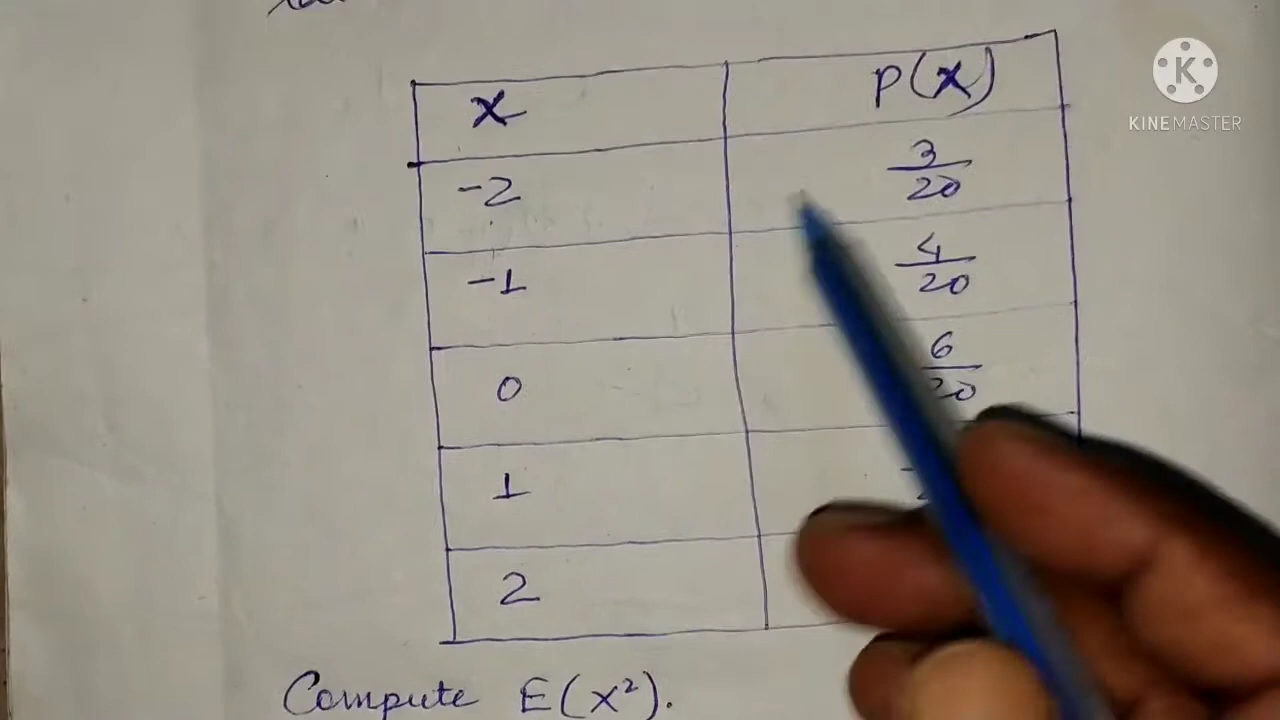 x P(x)
-2 3/20
-1 4/20
0 6/20
1
2
Compute E(x²).
KINEMASTER